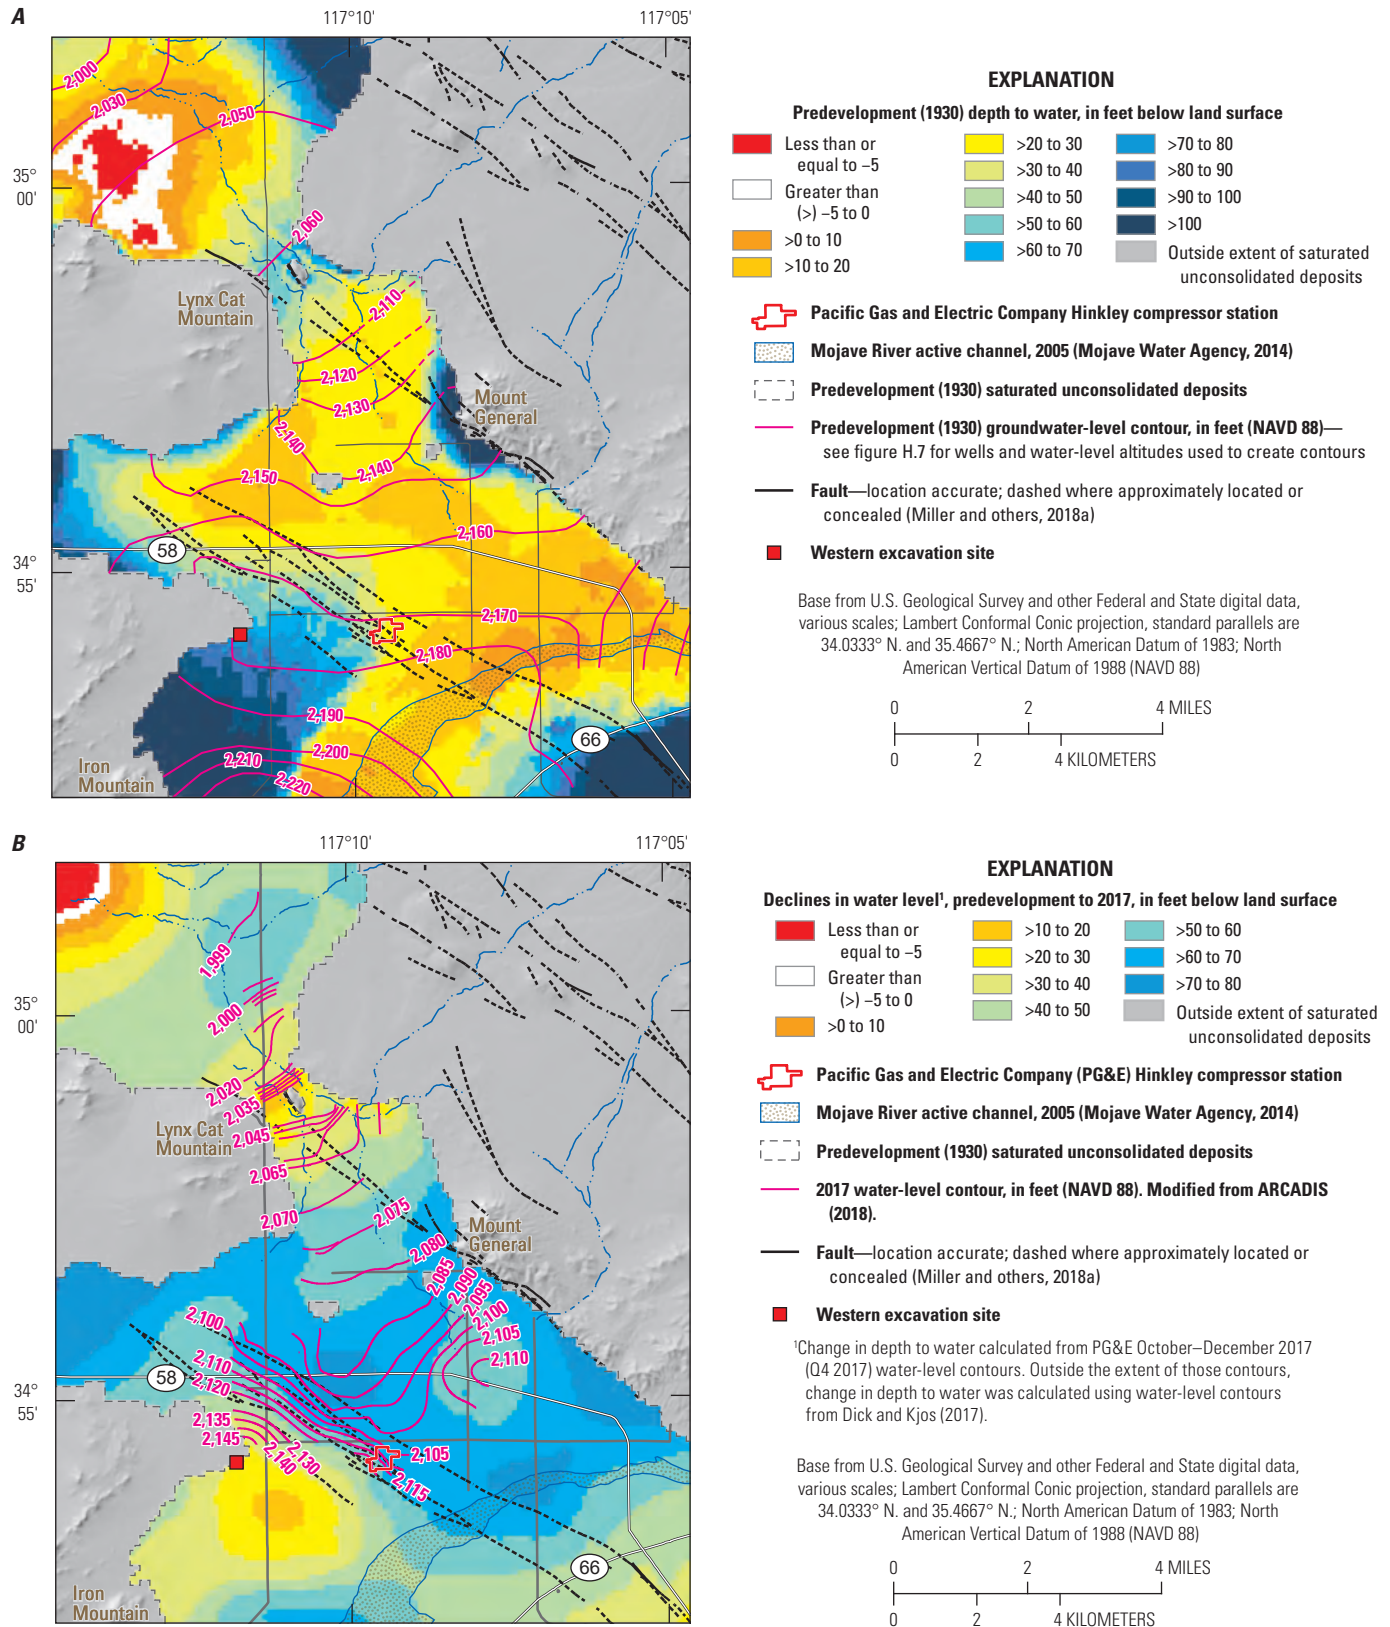 A
117°10'
117°05'
2,000
2,030
2,050
35°
00'
2,060
Lynx Cat
Mountain
2,110
2,120
2,130
Mount
General
2,140
2,140
2,150
2,160
58
34°
55'
2,170
2,180
2,190
2,200
2,210
2,220
66
Iron
Mountain
EXPLANATION
Predevelopment (1930) depth to water, in feet below land surface
Less than or
equal to −5
Greater than
(>) −5 to 0
>0 to 10
>10 to 20
>20 to 30
>30 to 40
>40 to 50
>50 to 60
>60 to 70
>70 to 80
>80 to 90
>90 to 100
>100
Outside extent of saturated
unconsolidated deposits
Pacific Gas and Electric Company Hinkley compressor station
Mojave River active channel, 2005 (Mojave Water Agency, 2014)
Predevelopment (1930) saturated unconsolidated deposits
Predevelopment (1930) groundwater-level contour, in feet (NAVD 88)—
see figure H.7 for wells and water-level altitudes used to create contours
Fault—location accurate; dashed where approximately located or
concealed (Miller and others, 2018a)
Western excavation site
Base from U.S. Geological Survey and other Federal and State digital data,
various scales; Lambert Conformal Conic projection, standard parallels are
34.0333° N. and 35.4667° N.; North American Datum of 1983; North
American Vertical Datum of 1988 (NAVD 88)
0 2 4 MILES
0 2 4 KILOMETERS
B
117°10'
117°05'
1,999
35°
00'
2,000
2,020
2,035
Lynx Cat
Mountain
2,045
2,065
2,070
2,075
Mount
General
2,080
2,085
2,090
2,095
2,100
2,105
2,110
2,100
2,110
58
2,120
34°
55'
2,135
2,145
2,140
2,130
2,105
2,115
66
Iron
Mountain
EXPLANATION
Declines in water level¹, predevelopment to 2017, in feet below land surface
Less than or
equal to −5
Greater than
(>) −5 to 0
>0 to 10
>10 to 20
>20 to 30
>30 to 40
>40 to 50
>50 to 60
>60 to 70
>70 to 80
Outside extent of saturated
unconsolidated deposits
Pacific Gas and Electric Company (PG&E) Hinkley compressor station
Mojave River active channel, 2005 (Mojave Water Agency, 2014)
Predevelopment (1930) saturated unconsolidated deposits
2017 water-level contour, in feet (NAVD 88). Modified from ARCADIS
(2018).
Fault—location accurate; dashed where approximately located or
concealed (Miller and others, 2018a)
Western excavation site
¹Change in depth to water calculated from PG&E October–December 2017
(Q4 2017) water-level contours. Outside the extent of those contours,
change in depth to water was calculated using water-level contours
from Dick and Kjos (2017).
Base from U.S. Geological Survey and other Federal and State digital data,
various scales; Lambert Conformal Conic projection, standard parallels are
34.0333° N. and 35.4667° N.; North American Datum of 1983; North
American Vertical Datum of 1988 (NAVD 88)
0 2 4 MILES
0 2 4 KILOMETERS